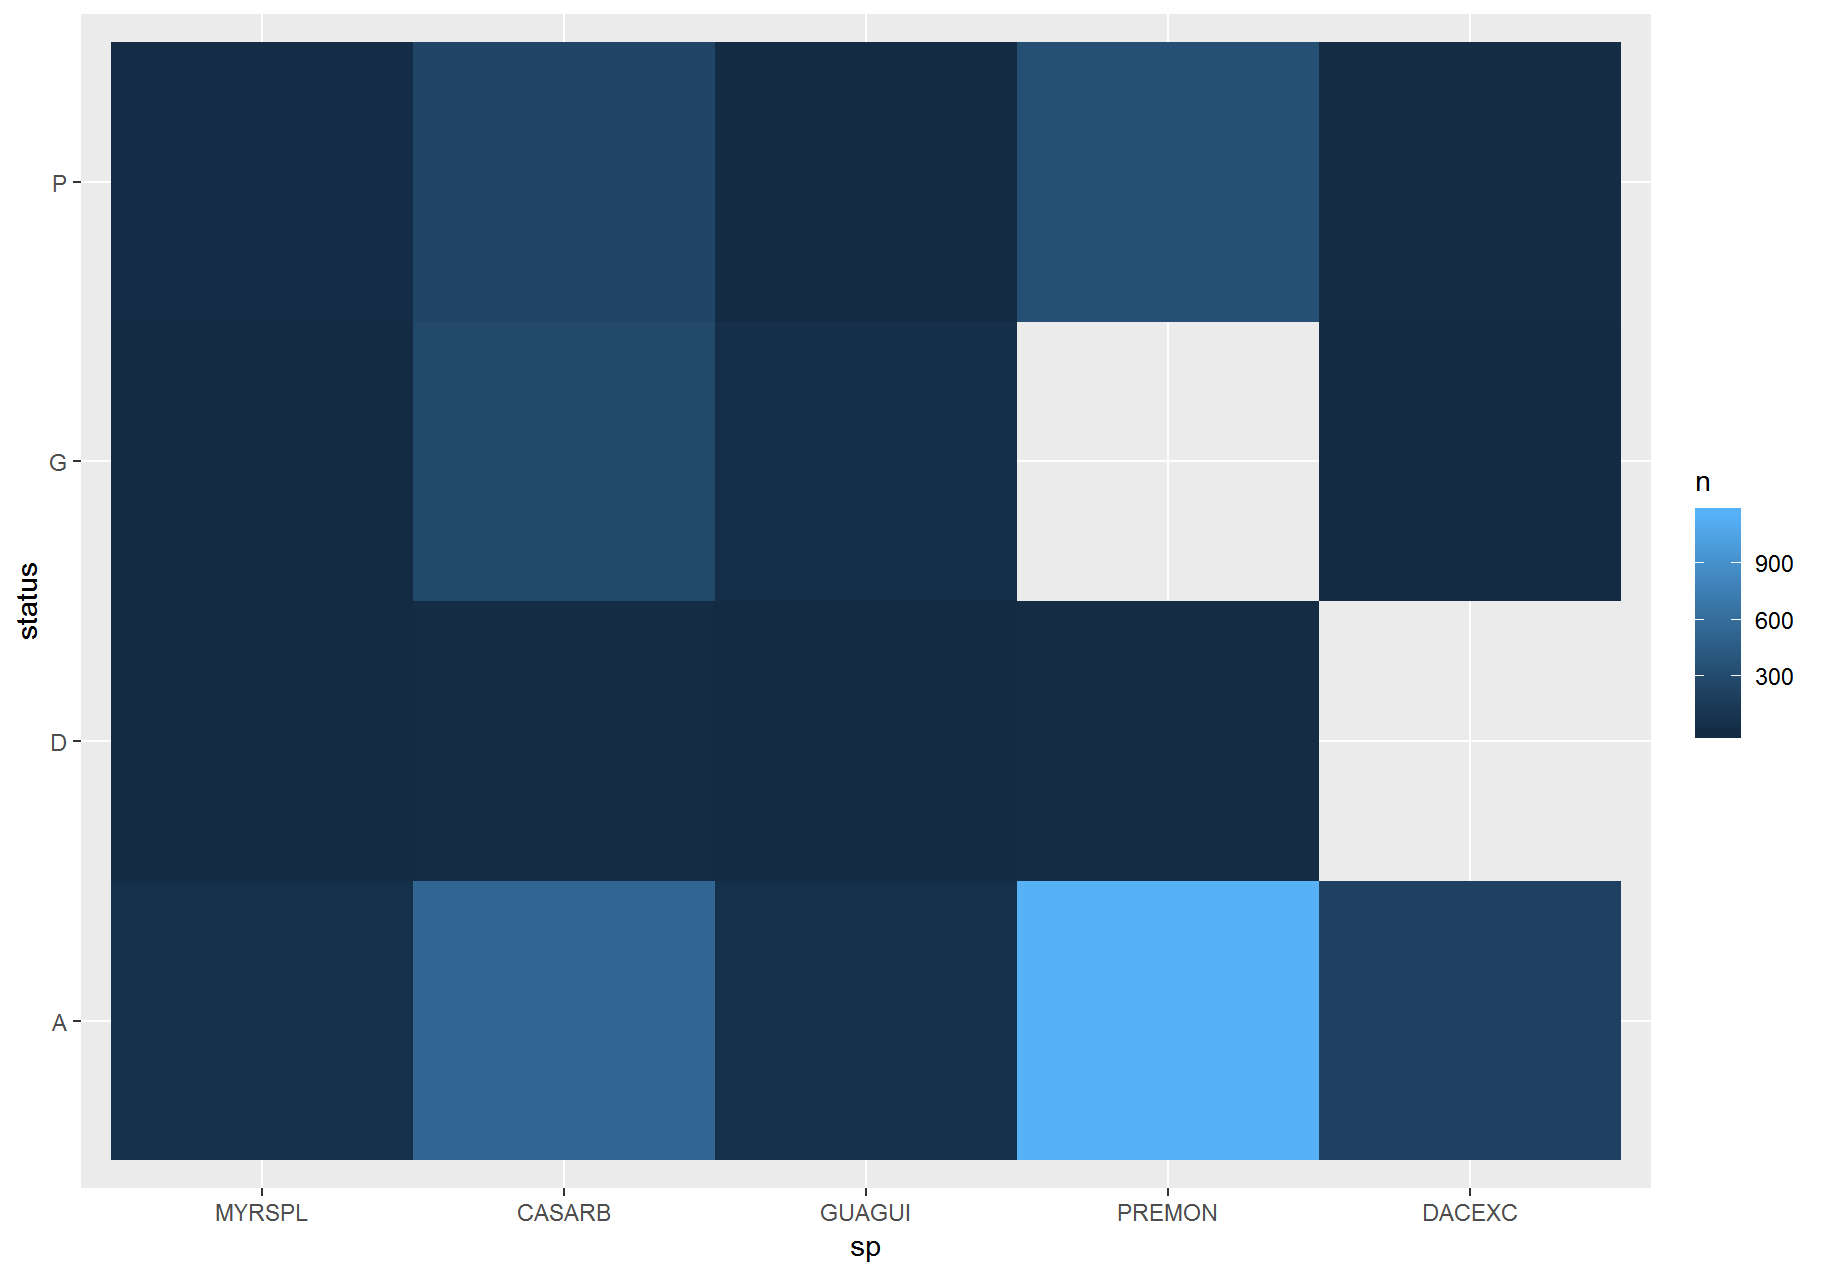 P
G
D
A
status
MYRSPL CASARB GUAGUI PREMON DACEXC
sp
n
900
600
300